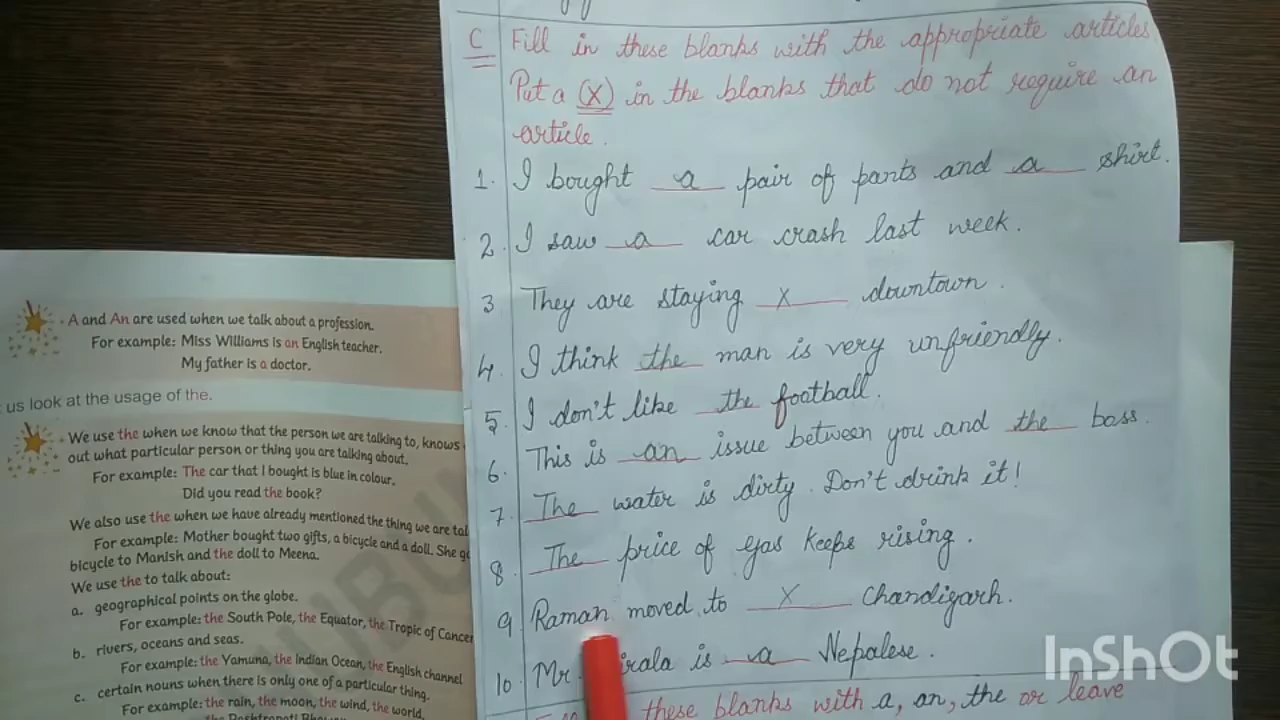 C Fill in these blanks with the appropriate articles
Put a (X) in the blanks that do not require an
article.
1. I bought a pair of pants and a shirt.
2. I saw a car crash last week.
3 They are staying x downtown.
4. I think the man is very unfriendly.
5. I don't like the football.
6. This is an issue between you and the boss.
7. The water is dirty. Don't drink it!
8. The price of gas keeps rising.
9. Raman moved to X Chandigarh.
10. Mr. irala is a Nepalese.
these blanks with a, an, the or leave
A and An are used when we talk about a profession.
For example: Miss Williams is an English teacher.
My father is a doctor.
us look at the usage of the.
We use the when we know that the person we are talking to, knows
out what particular person or thing you are talking about.
For example: The car that I bought is blue in colour.
Did you read the book?
We also use the when we have already mentioned the thing we are tal
For example: Mother bought two gifts, a bicycle and a doll. She g
bicycle to Manish and the doll to Meena.
We use the to talk about:
a. geographical points on the globe.
For example: the South Pole, the Equator, the Tropic of Cancer
b. rivers, oceans and seas.
For example: the Yamuna, the Indian Ocean, the English channel
c. certain nouns when there is only one of a particular thing.
For example: the rain, the moon, the wind, the world,
the Rashtrapati
InShOt